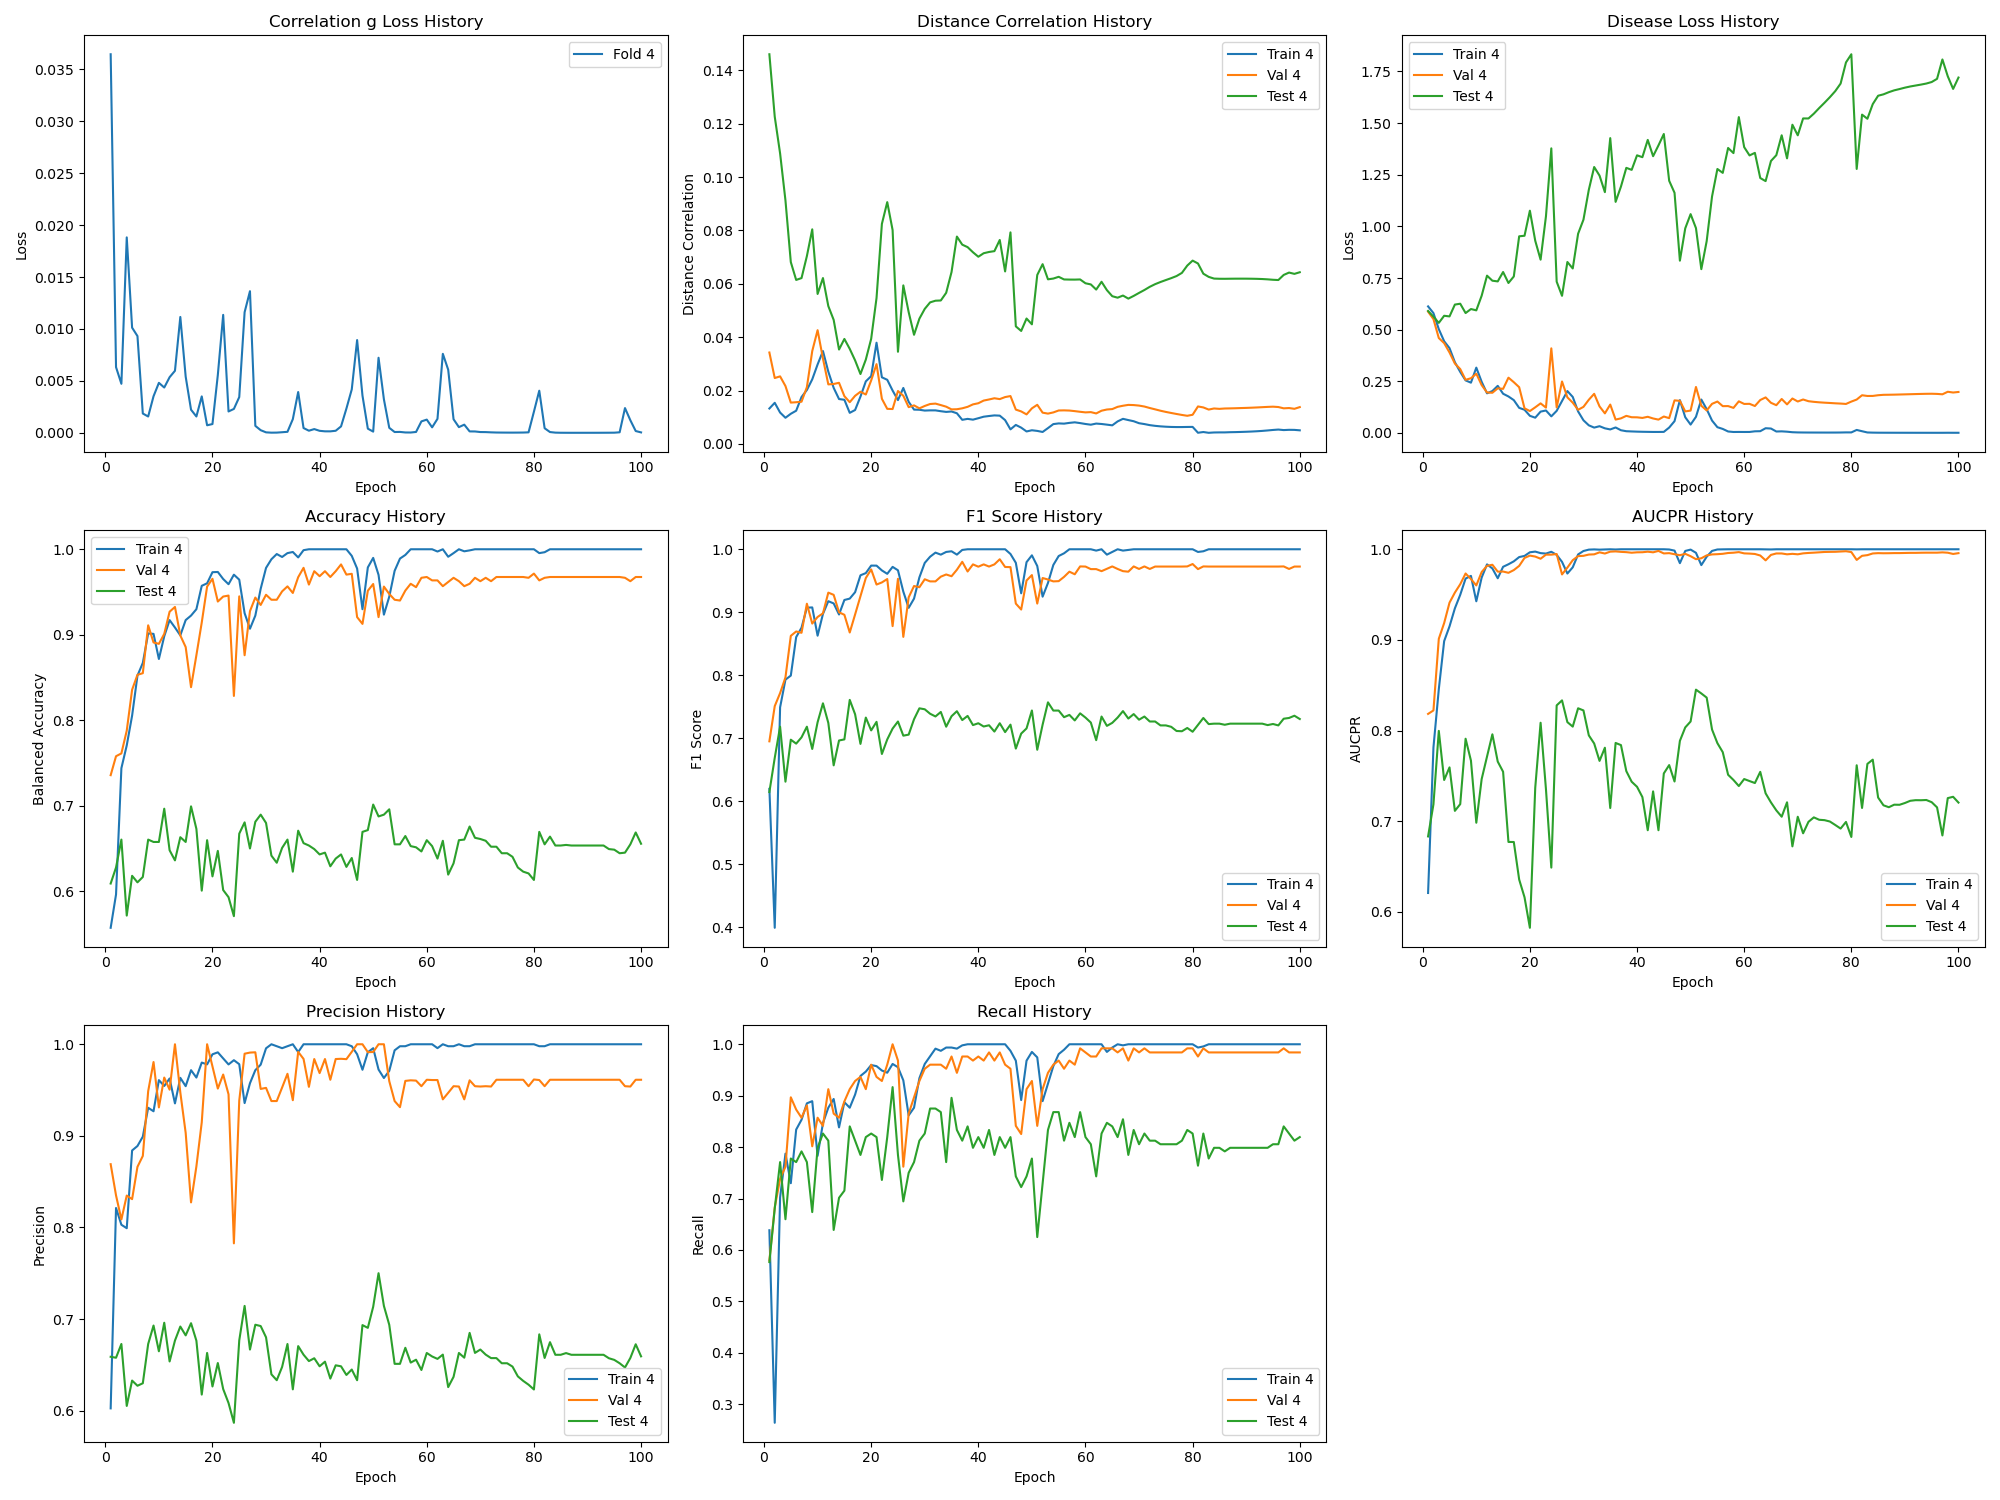 Correlation g Loss History
Fold 4
0.035
0.030
0.025
0.020
0.015
0.010
0.005
0.000
Loss
0 20 40 60 80 100
Epoch
Distance Correlation History
Train 4
Val 4
Test 4
0.14
0.12
0.10
0.08
0.06
0.04
0.02
0.00
Distance Correlation
0 20 40 60 80 100
Epoch
Disease Loss History
Train 4
Val 4
Test 4
1.75
1.50
1.25
1.00
0.75
0.50
0.25
0.00
Loss
0 20 40 60 80 100
Epoch
Accuracy History
Train 4
Val 4
Test 4
1.0
0.9
0.8
0.7
0.6
Balanced Accuracy
0 20 40 60 80 100
Epoch
F1 Score History
1.0
0.9
0.8
0.7
0.6
0.5
0.4
F1 Score
Train 4
Val 4
Test 4
0 20 40 60 80 100
Epoch
AUCPR History
1.0
0.9
0.8
0.7
0.6
AUCPR
Train 4
Val 4
Test 4
0 20 40 60 80 100
Epoch
Precision History
1.0
0.9
0.8
0.7
0.6
Precision
Train 4
Val 4
Test 4
0 20 40 60 80 100
Epoch
Recall History
1.0
0.9
0.8
0.7
0.6
0.5
0.4
0.3
Recall
Train 4
Val 4
Test 4
0 20 40 60 80 100
Epoch